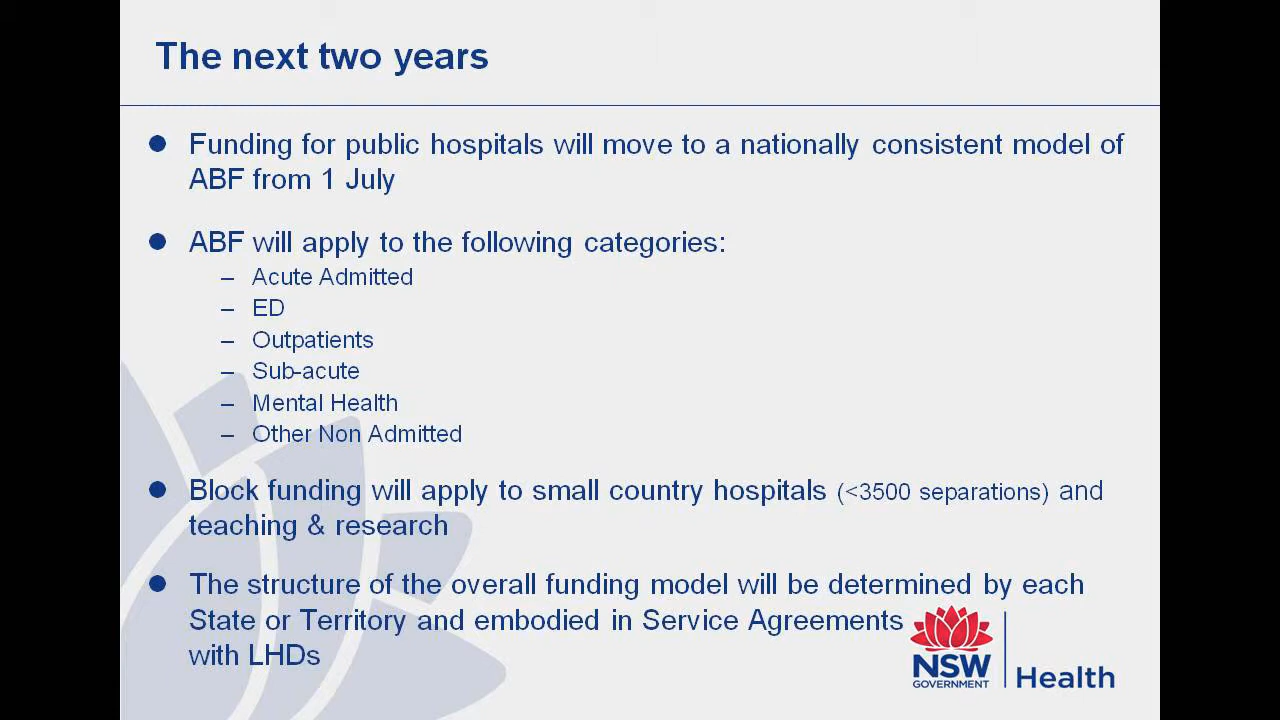 The next two years
● Funding for public hospitals will move to a nationally consistent model of
ABF from 1 July
● ABF will apply to the following categories:
– Acute Admitted
– ED
– Outpatients
– Sub-acute
– Mental Health
– Other Non Admitted
● Block funding will apply to small country hospitals (<3500 separations) and
teaching & research
● The structure of the overall funding model will be determined by each
State or Territory and embodied in Service Agreements
with LHDs
NSW
GOVERNMENT
Health